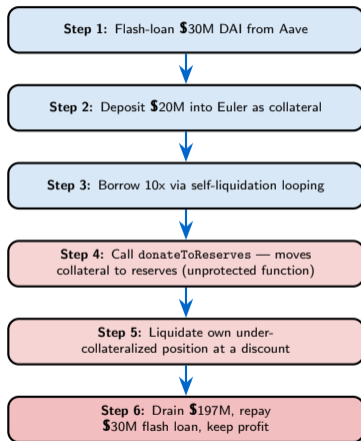 Step 1: Flash-loan $30M DAI from Aave
Step 2: Deposit $20M into Euler as collateral
Step 3: Borrow 10x via self-liquidation looping
Step 4: Call donateToReserves — moves
collateral to reserves (unprotected function)
Step 5: Liquidate own under-
collateralized position at a discount
Step 6: Drain $197M, repay
$30M flash loan, keep profit